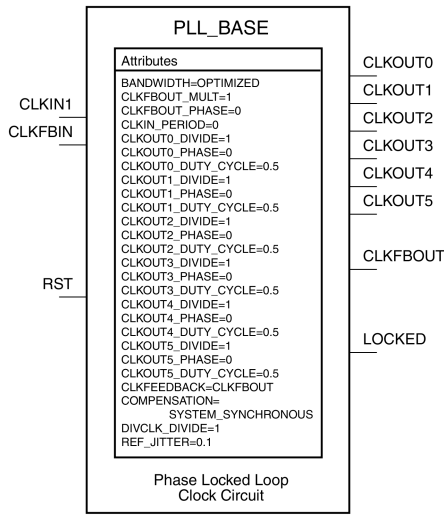 PLL_BASE
Attributes
BANDWIDTH=OPTIMIZED
CLKFBOUT_MULT=1
CLKFBOUT_PHASE=0
CLKIN_PERIOD=0
CLKOUT0_DIVIDE=1
CLKOUT0_PHASE=0
CLKOUT0_DUTY_CYCLE=0.5
CLKOUT1_DIVIDE=1
CLKOUT1_PHASE=0
CLKOUT1_DUTY_CYCLE=0.5
CLKOUT2_DIVIDE=1
CLKOUT2_PHASE=0
CLKOUT2_DUTY_CYCLE=0.5
CLKOUT3_DIVIDE=1
CLKOUT3_PHASE=0
CLKOUT3_DUTY_CYCLE=0.5
CLKOUT4_DIVIDE=1
CLKOUT4_PHASE=0
CLKOUT4_DUTY_CYCLE=0.5
CLKOUT5_DIVIDE=1
CLKOUT5_PHASE=0
CLKOUT5_DUTY_CYCLE=0.5
CLKFEEDBACK=CLKFBOUT
COMPENSATION=
SYSTEM_SYNCHRONOUS
DIVCLK_DIVIDE=1
REF_JITTER=0.1
CLKIN1
CLKFBIN
RST
CLKOUT0
CLKOUT1
CLKOUT2
CLKOUT3
CLKOUT4
CLKOUT5
CLKFBOUT
LOCKED
Phase Locked Loop
Clock Circuit